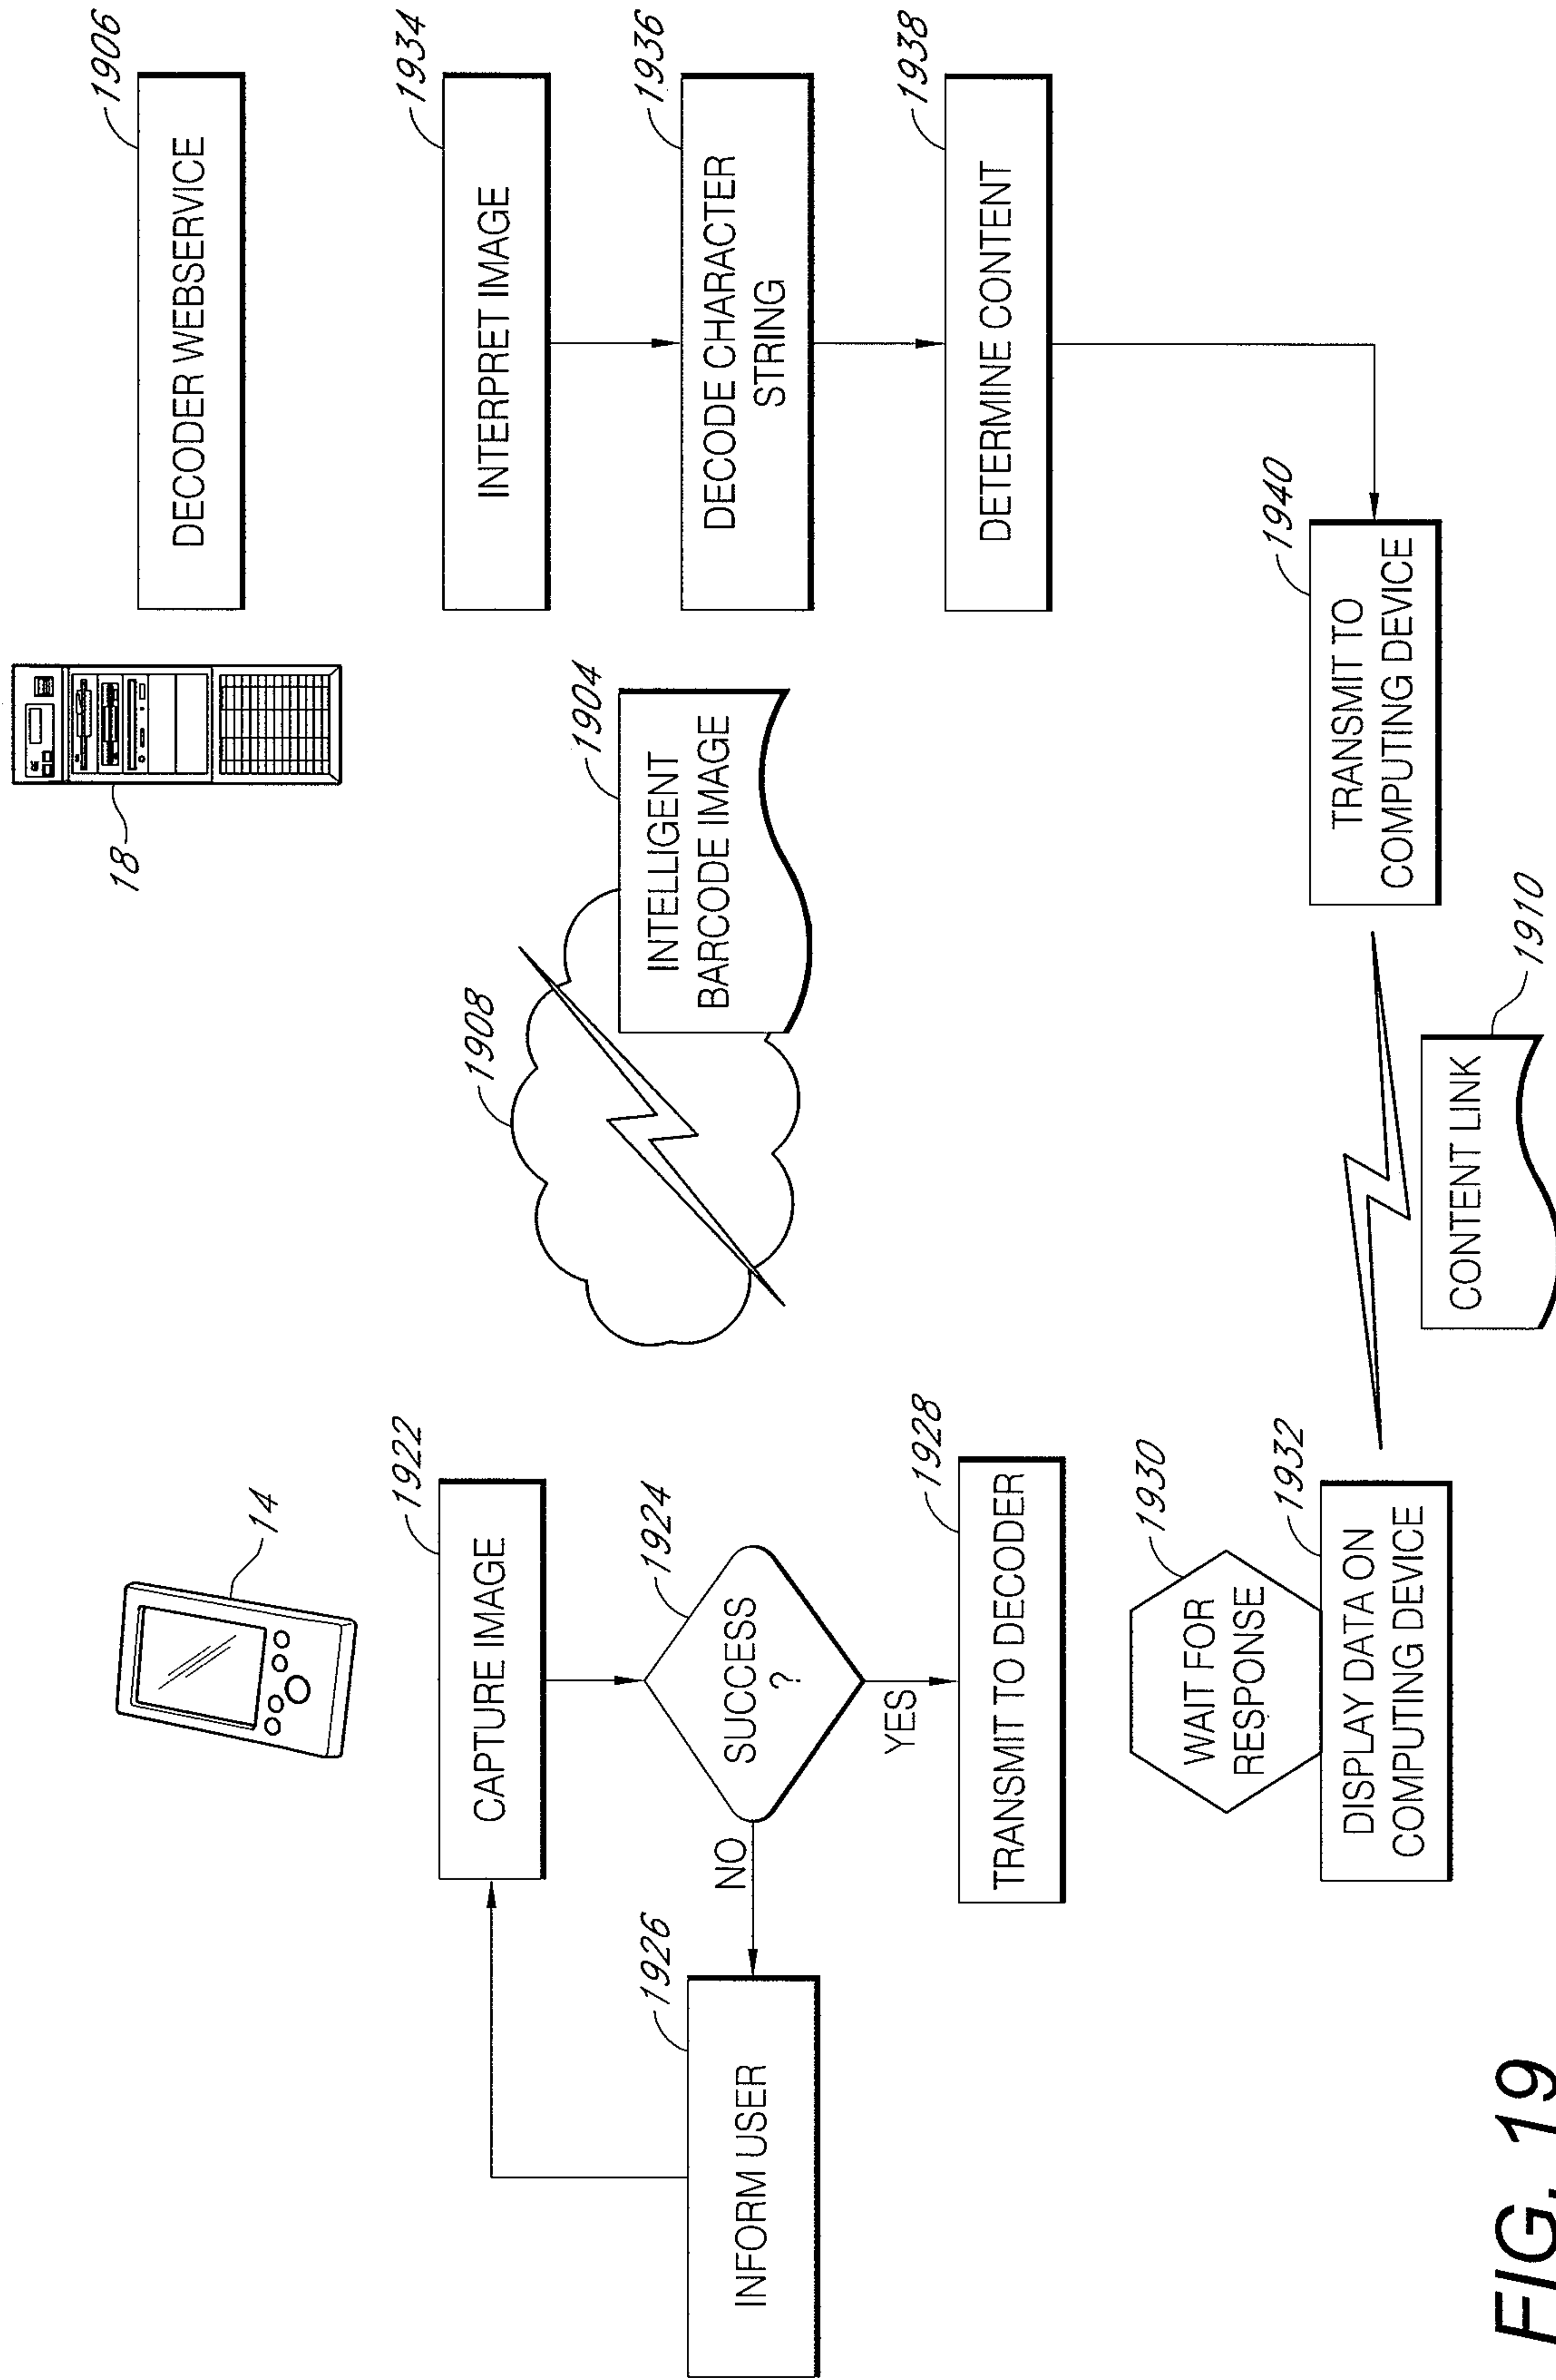 14
18
DECODER WEBSERVICE
1906
CAPTURE IMAGE
1922
1908
INTELLIGENT
BARCODE IMAGE
1904
INTERPRET IMAGE
1934
SUCCESS
?
1924
NO
YES
INFORM USER
1926
DECODE CHARACTER
STRING
1936
TRANSMIT TO DECODER
1928
DETERMINE CONTENT
1938
WAIT FOR
RESPONSE
1930
DISPLAY DATA ON
COMPUTING DEVICE
1932
TRANSMIT TO
COMPUTING DEVICE
1940
CONTENT LINK
1910
FIG. 19